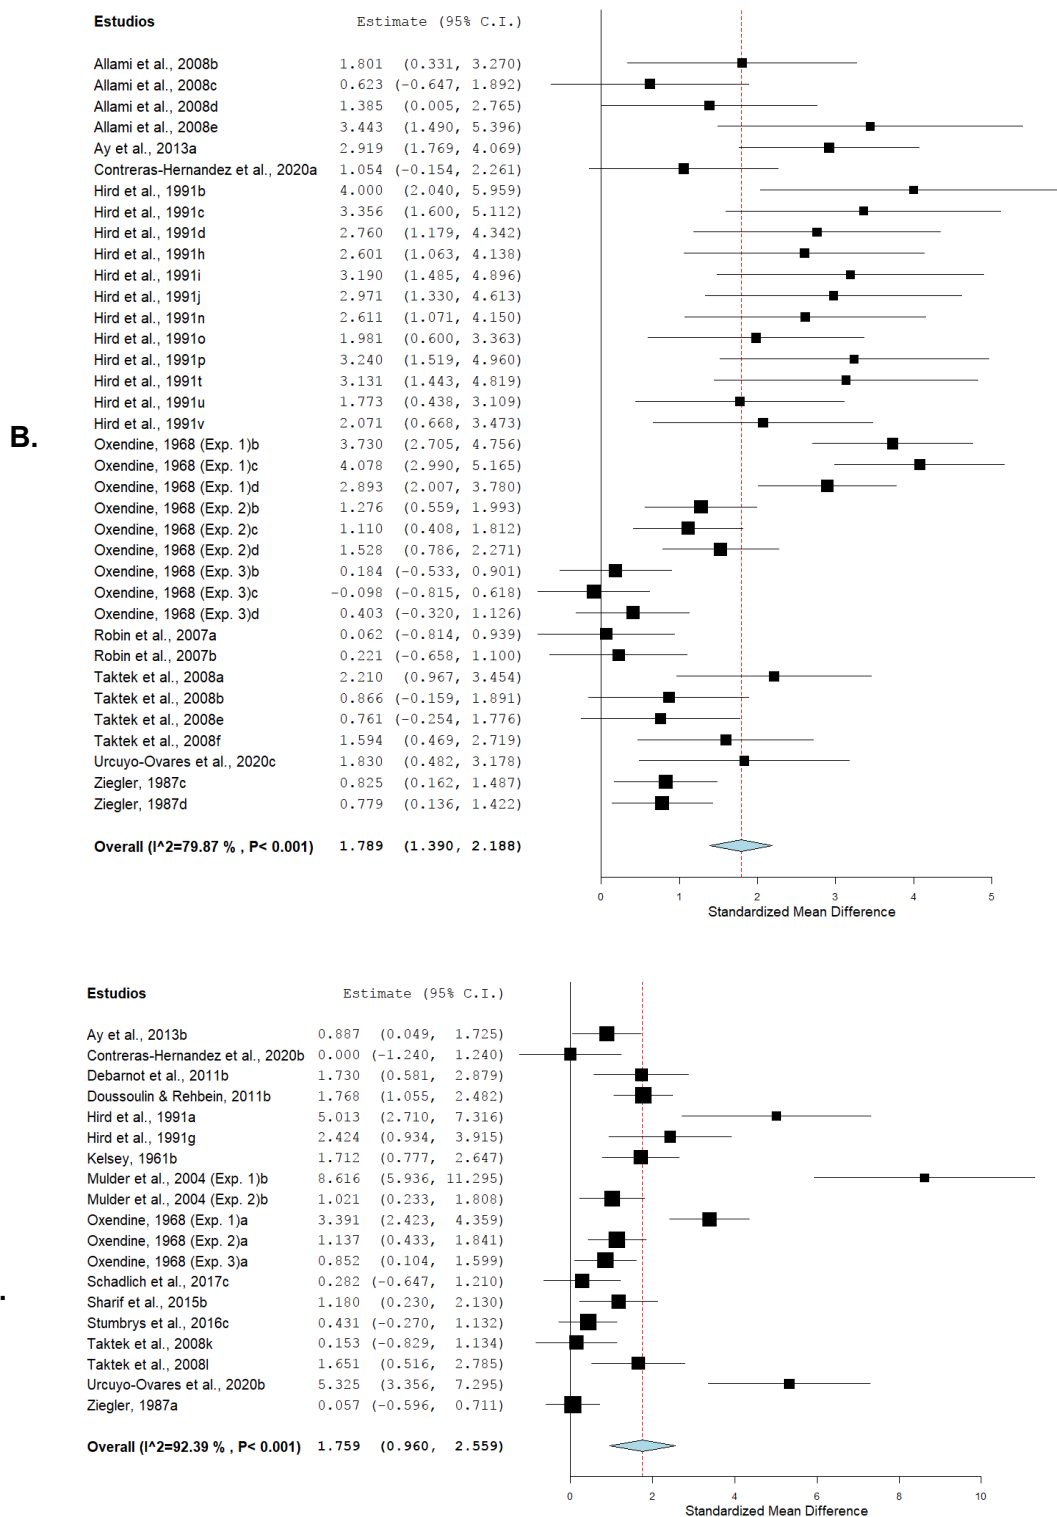 Estudios Estimate (95% C.I.)
Allami et al., 2008b 1.801 (0.331, 3.270)
Allami et al., 2008c 0.623 (-0.647, 1.892)
Allami et al., 2008d 1.385 (0.005, 2.765)
Allami et al., 2008e 3.443 (1.490, 5.396)
Ay et al., 2013a 2.919 (1.769, 4.069)
Contreras-Hernandez et al., 2020a 1.054 (-0.154, 2.261)
Hird et al., 1991b 4.000 (2.040, 5.959)
Hird et al., 1991c 3.356 (1.600, 5.112)
Hird et al., 1991d 2.760 (1.179, 4.342)
Hird et al., 1991h 2.601 (1.063, 4.138)
Hird et al., 1991i 3.190 (1.485, 4.896)
Hird et al., 1991j 2.971 (1.330, 4.613)
Hird et al., 1991n 2.611 (1.071, 4.150)
Hird et al., 1991o 1.981 (0.600, 3.363)
Hird et al., 1991p 3.240 (1.519, 4.960)
Hird et al., 1991t 3.131 (1.443, 4.819)
Hird et al., 1991u 1.773 (0.438, 3.109)
Hird et al., 1991v 2.071 (0.668, 3.473)
B.
Oxendine, 1968 (Exp. 1)b 3.730 (2.705, 4.756)
Oxendine, 1968 (Exp. 1)c 4.078 (2.990, 5.165)
Oxendine, 1968 (Exp. 1)d 2.893 (2.007, 3.780)
Oxendine, 1968 (Exp. 2)b 1.276 (0.559, 1.993)
Oxendine, 1968 (Exp. 2)c 1.110 (0.408, 1.812)
Oxendine, 1968 (Exp. 2)d 1.528 (0.786, 2.271)
Oxendine, 1968 (Exp. 3)b 0.184 (-0.533, 0.901)
Oxendine, 1968 (Exp. 3)c -0.098 (-0.815, 0.618)
Oxendine, 1968 (Exp. 3)d 0.403 (-0.320, 1.126)
Robin et al., 2007a 0.062 (-0.814, 0.939)
Robin et al., 2007b 0.221 (-0.658, 1.100)
Taktek et al., 2008a 2.210 (0.967, 3.454)
Taktek et al., 2008b 0.866 (-0.159, 1.891)
Taktek et al., 2008e 0.761 (-0.254, 1.776)
Taktek et al., 2008f 1.594 (0.469, 2.719)
Urcuyo-Ovares et al., 2020c 1.830 (0.482, 3.178)
Ziegler, 1987c 0.825 (0.162, 1.487)
Ziegler, 1987d 0.779 (0.136, 1.422)
Overall (I^2=79.87 % , P< 0.001) 1.789 (1.390, 2.188)
0 1 2 3 4 5
Standardized Mean Difference
Estudios Estimate (95% C.I.)
Ay et al., 2013b 0.887 (0.049, 1.725)
Contreras-Hernandez et al., 2020b 0.000 (-1.240, 1.240)
Debarnot et al., 2011b 1.730 (0.581, 2.879)
Doussoulin & Rehbein, 2011b 1.768 (1.055, 2.482)
Hird et al., 1991a 5.013 (2.710, 7.316)
Hird et al., 1991g 2.424 (0.934, 3.915)
Kelsey, 1961b 1.712 (0.777, 2.647)
Mulder et al., 2004 (Exp. 1)b 8.616 (5.936, 11.295)
Mulder et al., 2004 (Exp. 2)b 1.021 (0.233, 1.808)
Oxendine, 1968 (Exp. 1)a 3.391 (2.423, 4.359)
Oxendine, 1968 (Exp. 2)a 1.137 (0.433, 1.841)
Oxendine, 1968 (Exp. 3)a 0.852 (0.104, 1.599)
Schadlich et al., 2017c 0.282 (-0.647, 1.210)
Sharif et al., 2015b 1.180 (0.230, 2.130)
Stumbrys et al., 2016c 0.431 (-0.270, 1.132)
Taktek et al., 2008k 0.153 (-0.829, 1.134)
Taktek et al., 2008l 1.651 (0.516, 2.785)
Urcuyo-Ovares et al., 2020b 5.325 (3.356, 7.295)
Ziegler, 1987a 0.057 (-0.596, 0.711)
Overall (I^2=92.39 % , P< 0.001) 1.759 (0.960, 2.559)
0 2 4 6 8 10
Standardized Mean Difference